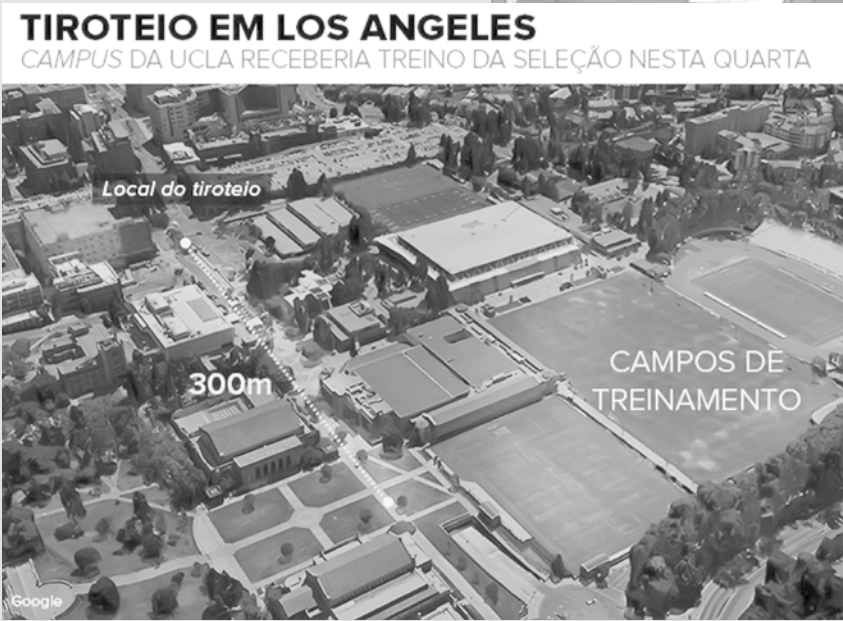 TIROTEIO EM LOS ANGELES
CAMPUS DA UCLA RECEBERIA TREINO DA SELEÇÃO NESTA QUARTA
Local do tiroteio
300m
CAMPOS DE
TREINAMENTO
Google